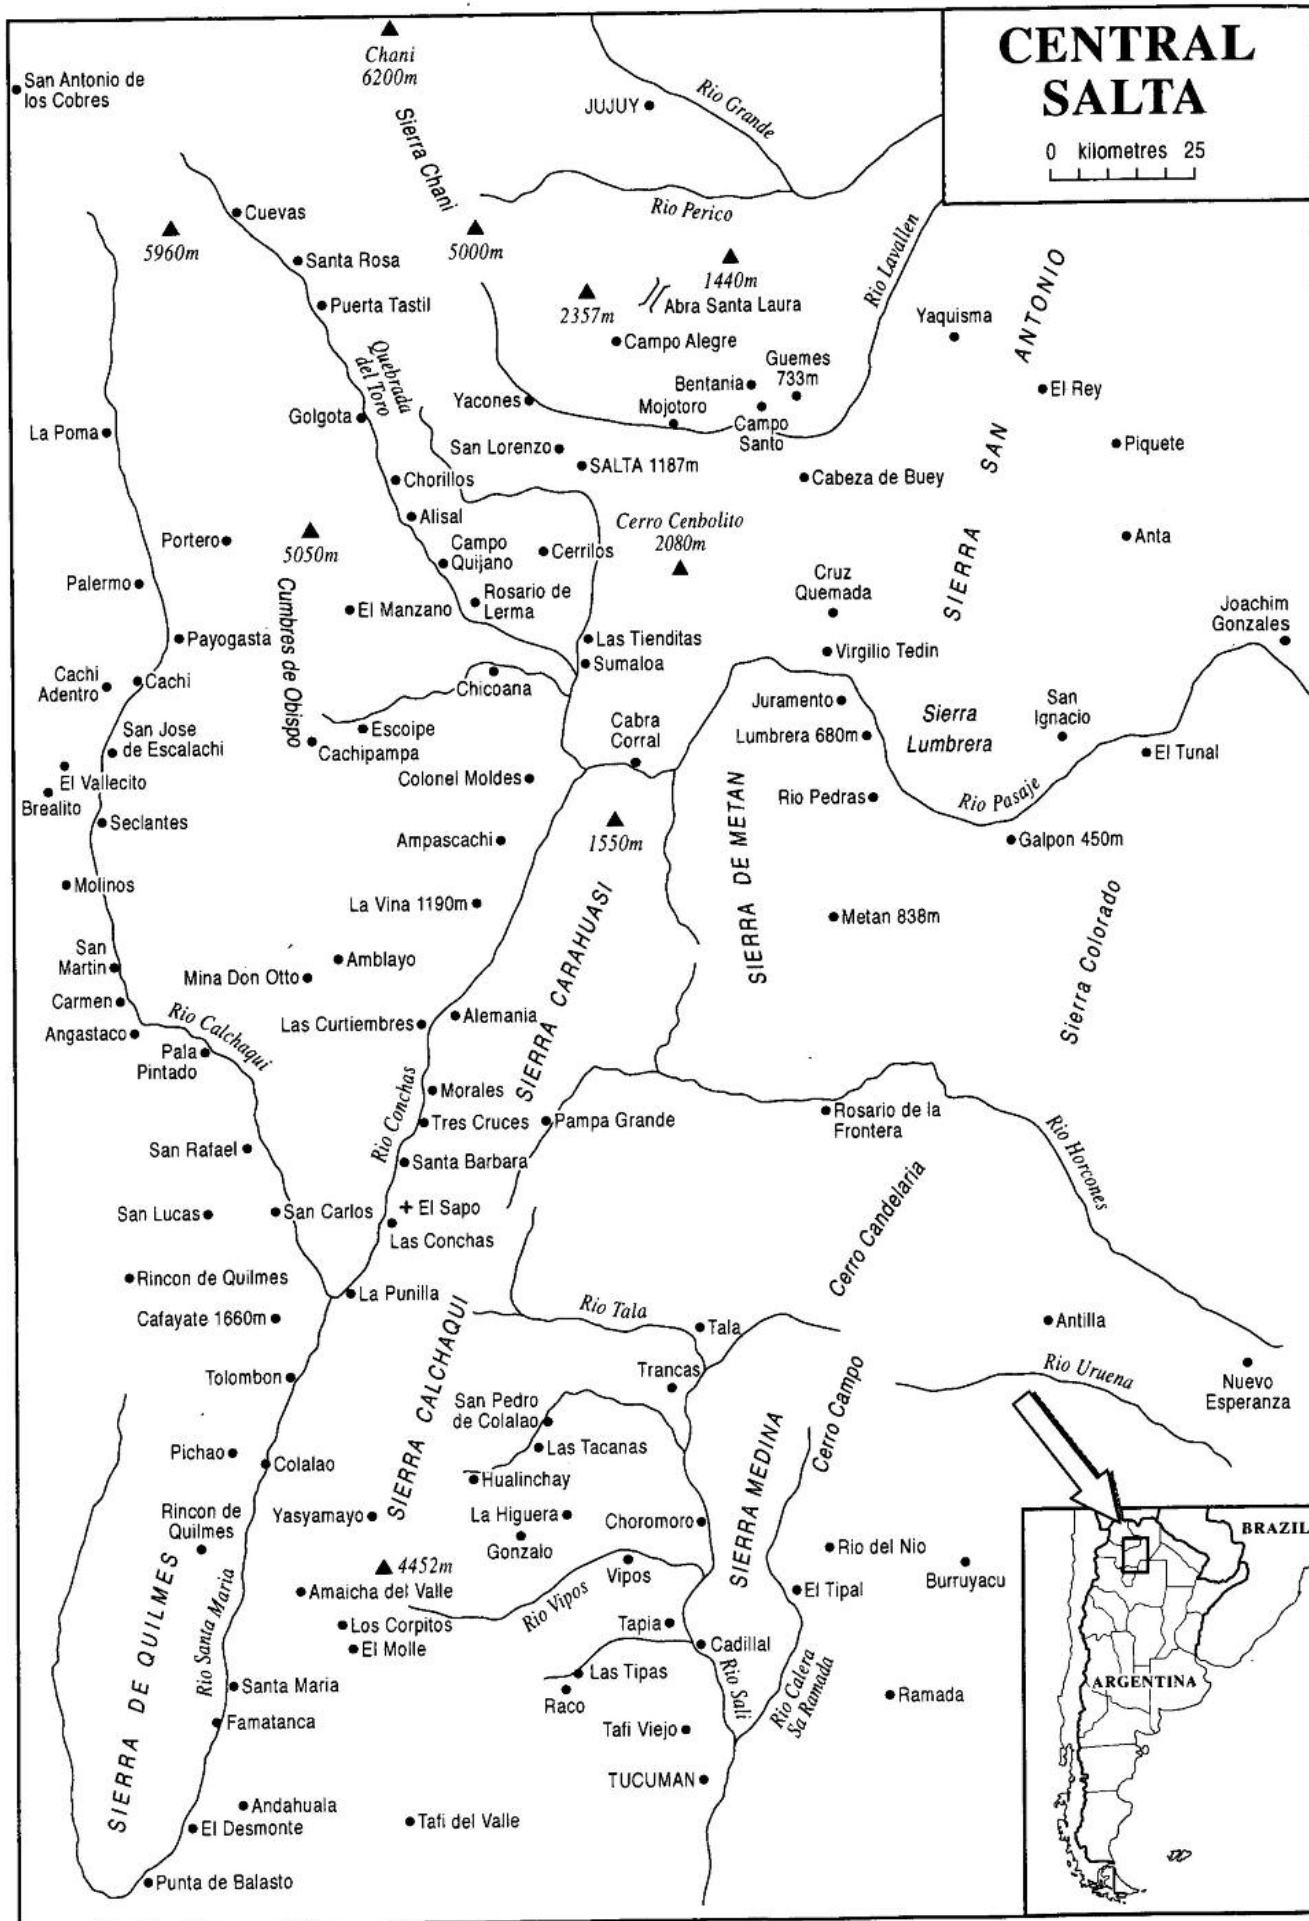 CENTRAL
SALTA
0 kilometres 25
Chani
6200m
San Antonio de
los Cobres
JUJUY
Rio Grande
Sierra Chani
Rio Perico
Cuevas
5960m
5000m
Rio Lavallen
Santa Rosa
1440m
Abra Santa Laura
2357m
Puerta Tastil
SIERRA SAN ANTONIO
Yaquisma
Campo Alegre
Quebrada
del Toro
Guemes
733m
Bentania
El Rey
Yacones
Mojotoro
Campo
Santo
Golgota
La Poma
San Lorenzo
Piquete
SALTA 1187m
Chorillos
Cabeza de Buey
Alisal
Cerro Cenbolito
2080m
Portero
5050m
Campo
Quijano
Cerrilos
Anta
Palermo
Cruz
Quemada
Cumbres de Obispo
El Manzano
Rosario de
Lerma
Joachim
Gonzales
Payogasta
Las Tienditas
Virgilio Tedin
Sumaloa
Cachi
Adentro
Cachi
Chicoana
Juramento
Sierra
Lumbrera
San
Ignacio
San Jose
de Escalachi
Escoipe
Cachipampa
Cabra
Corral
Lumbrera 680m
El Tunal
El Vallecito
Brealito
Colonel Moldes
SIERRA DE METAN
Rio Pedras
Rio Pasaje
Seclantes
Ampascachi
1550m
Galpon 450m
Molinos
La Vina 1190m
SIERRA CARAHUASI
Metan 838m
Sierra Colorado
San
Martin
Amblayo
Mina Don Otto
Carmen
Rio Calchaqui
Angastaco
Las Curtiembres
Alemania
Pala
Pintado
Rio Conchas
Morales
Tres Cruces
Pampa Grande
Rosario de la
Frontera
Rio Horcones
San Rafael
Santa Barbara
Cerro Candelaria
San Lucas
San Carlos
El Sapo
Las Conchas
Rincon de Quilmes
La Punilla
Cafayate 1660m
SIERRA CALCHAQUI
Rio Tala
Tala
Antilla
Tolombon
Trancas
Cerro Campo
Rio Uruena
Nuevo
Esperanza
San Pedro
de Colalao
Pichao
Colalao
Las Tacanas
SIERRA MEDINA
Hualinchay
Rincon de
Quilmes
Yasyamayo
La Higuera
Gonzalo
Choromoro
BRAZIL
SIERRA DE QUILMES
4452m
Rio del Nio
Burruyacu
Amaicha del Valle
Vipos
Rio Vipos
El Tipal
Rio Santa Maria
Los Corpitos
El Molle
Tapia
Cadillal
Santa Maria
Las Tipas
Raco
Rio Sali
Rio Calera
Sa Ramada
Ramada
ARGENTINA
Famatanca
Tafi Viejo
TUCUMAN
Andahuala
El Desmonte
Tafi del Valle
Punta de Balasto